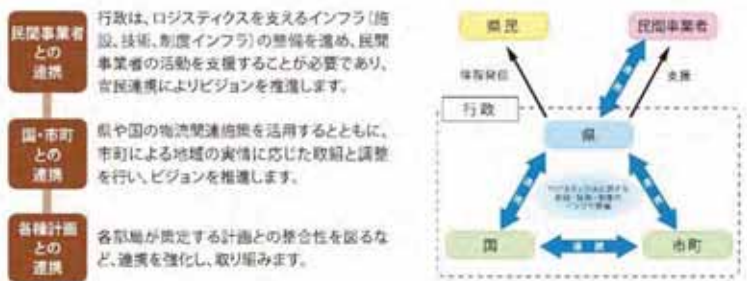 民間事業者
との
連携
行政は、ロジスティクスを支えるインフラ(施
設、技術、制度インフラ)の整備を進め、民間
事業者の活動を支援することが必要であり、
官民連携によりビジョンを推進します。
国・市町
との
連携
県や国の物流関連施策を活用するとともに、
市町による地域の実情に応じた取組と調整
を行い、ビジョンを推進します。
各種計画
との
連携
各部局が策定する計画との整合性を図るな
ど、連携を強化し、取り組みます。
県民
民間事業者
情報発信
連携
支援
行政
県
連携
連携
国
連携
市町